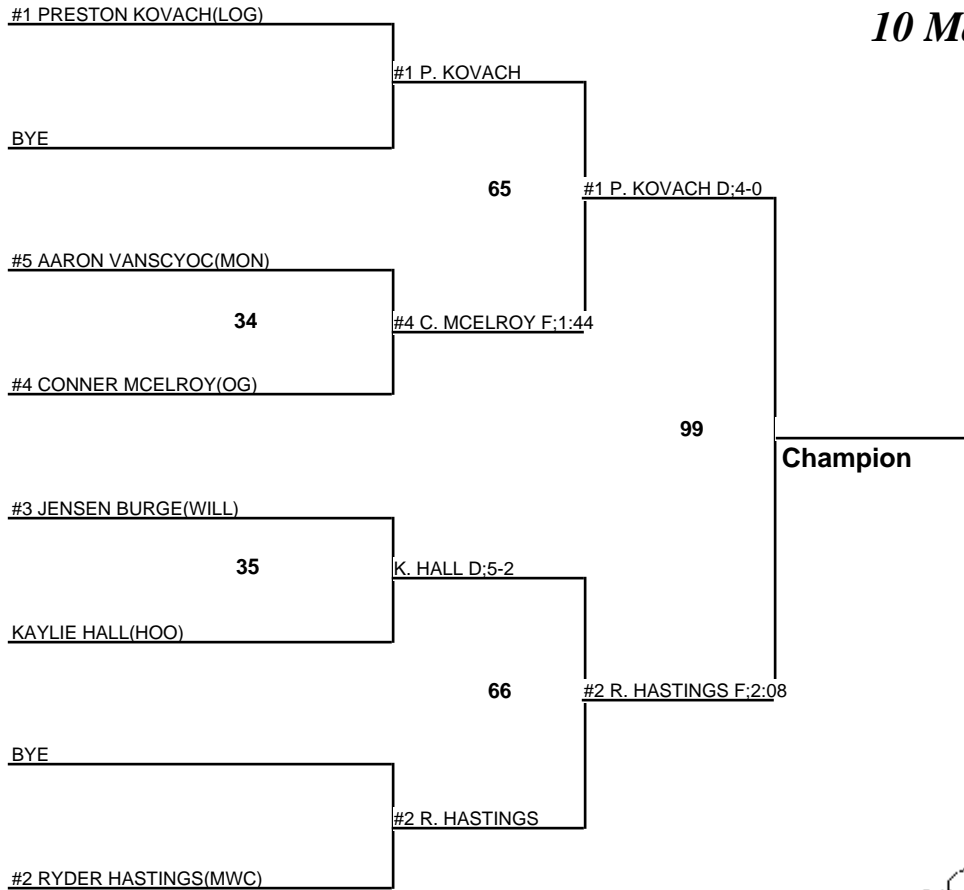 #1 PRESTON KOVACH(LOG)
10
#1 P. KOVACH
BYE
65
#1 P. KOVACH D;4-0
#5 AARON VANSCYOC(MON)
34
#4 C. MCELROY F;1:44
#4 CONNER MCELROY(OG)
99
Champion
#3 JENSEN BURGE(WILL)
35
K. HALL D;5-2
KAYLIE HALL(HOO)
66
#2 R. HASTINGS F;2:08
BYE
#2 R. HASTINGS
#2 RYDER HASTINGS(MWC)